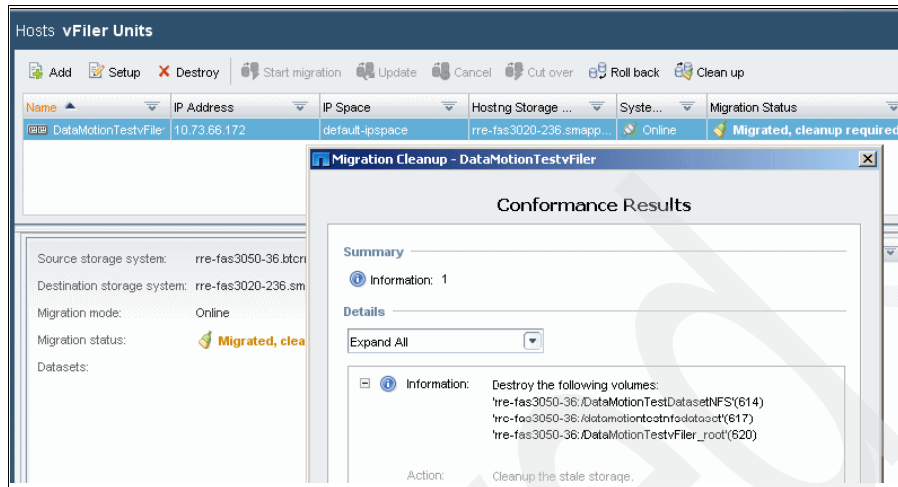 Hosts vFiler Units
Add Setup Destroy Start migration Update Cancel Cut over Roll back Clean up
Name IP Address IP Space Hosting Storage ... Syste... Migration Status
DataMotionTestvFiler 10.73.66.172 default-ipspace rre-fas3020-236.smapp... Online Migrated, cleanup required
Migration Cleanup - DataMotionTestvFiler
Conformance Results
Summary
Information: 1
Details
Expand All
Information: Destroy the following volumes:
'rre-fas3050-36:/DataMotionTestDatasetNFS'(614)
'rre-fas3050-36:/datamotiontestnfsdataset'(617)
'rre-fas3050-36:/DataMotionTestvFiler_root'(620)
Action: Cleanup the stale storage.
Source storage system: rre-fas3050-36.btcr
Destination storage system: rre-fas3020-236.sm
Migration mode: Online
Migration status: Migrated, clea
Datasets: